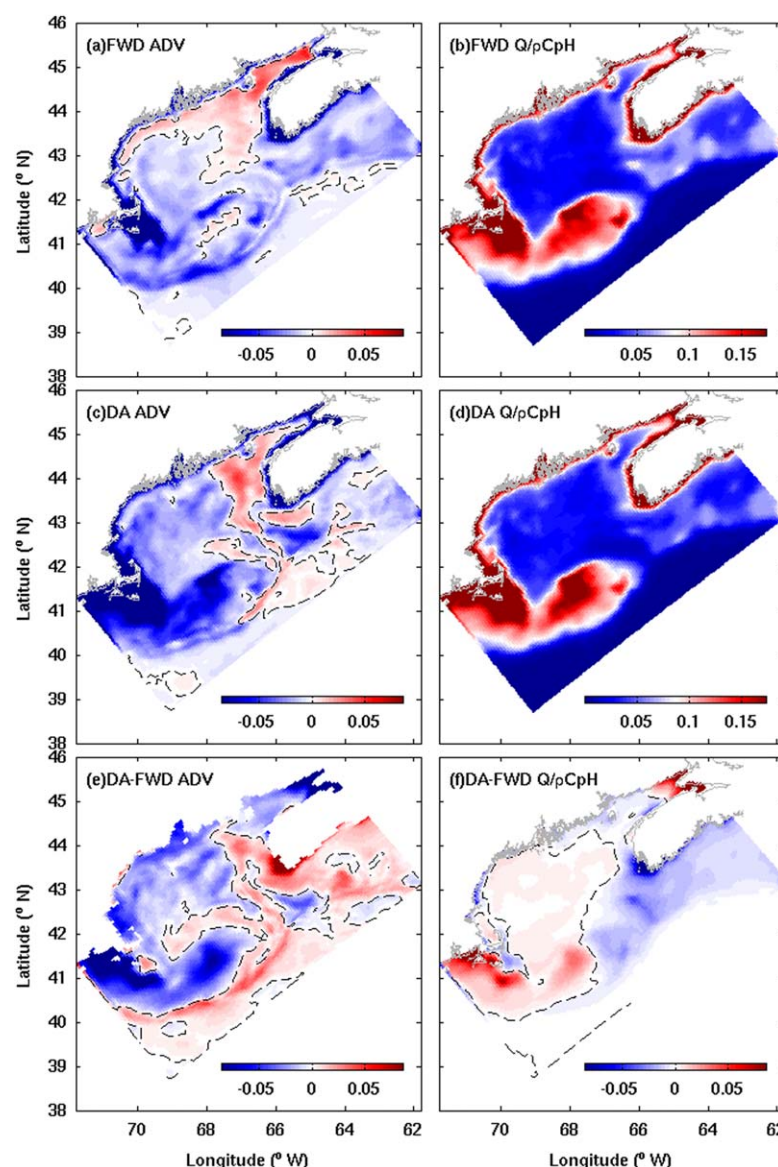 46
(a)FWD ADV
(b)FWD Q/ρCpH
45
44
43
42
41
40
39
38
Latitude (° N)
-0.05 0 0.05
0.05 0.1 0.15
46
(c)DA ADV
(d)DA Q/ρCpH
45
44
43
42
41
40
39
38
Latitude (° N)
-0.05 0 0.05
0.05 0.1 0.15
46
(e)DA-FWD ADV
(f)DA-FWD Q/ρCpH
45
44
43
42
41
40
39
38
Latitude (° N)
-0.05 0 0.05
-0.05 0 0.05
70 68 66 64 62
70 68 66 64 62
Longitude (° W)
Longitude (° W)